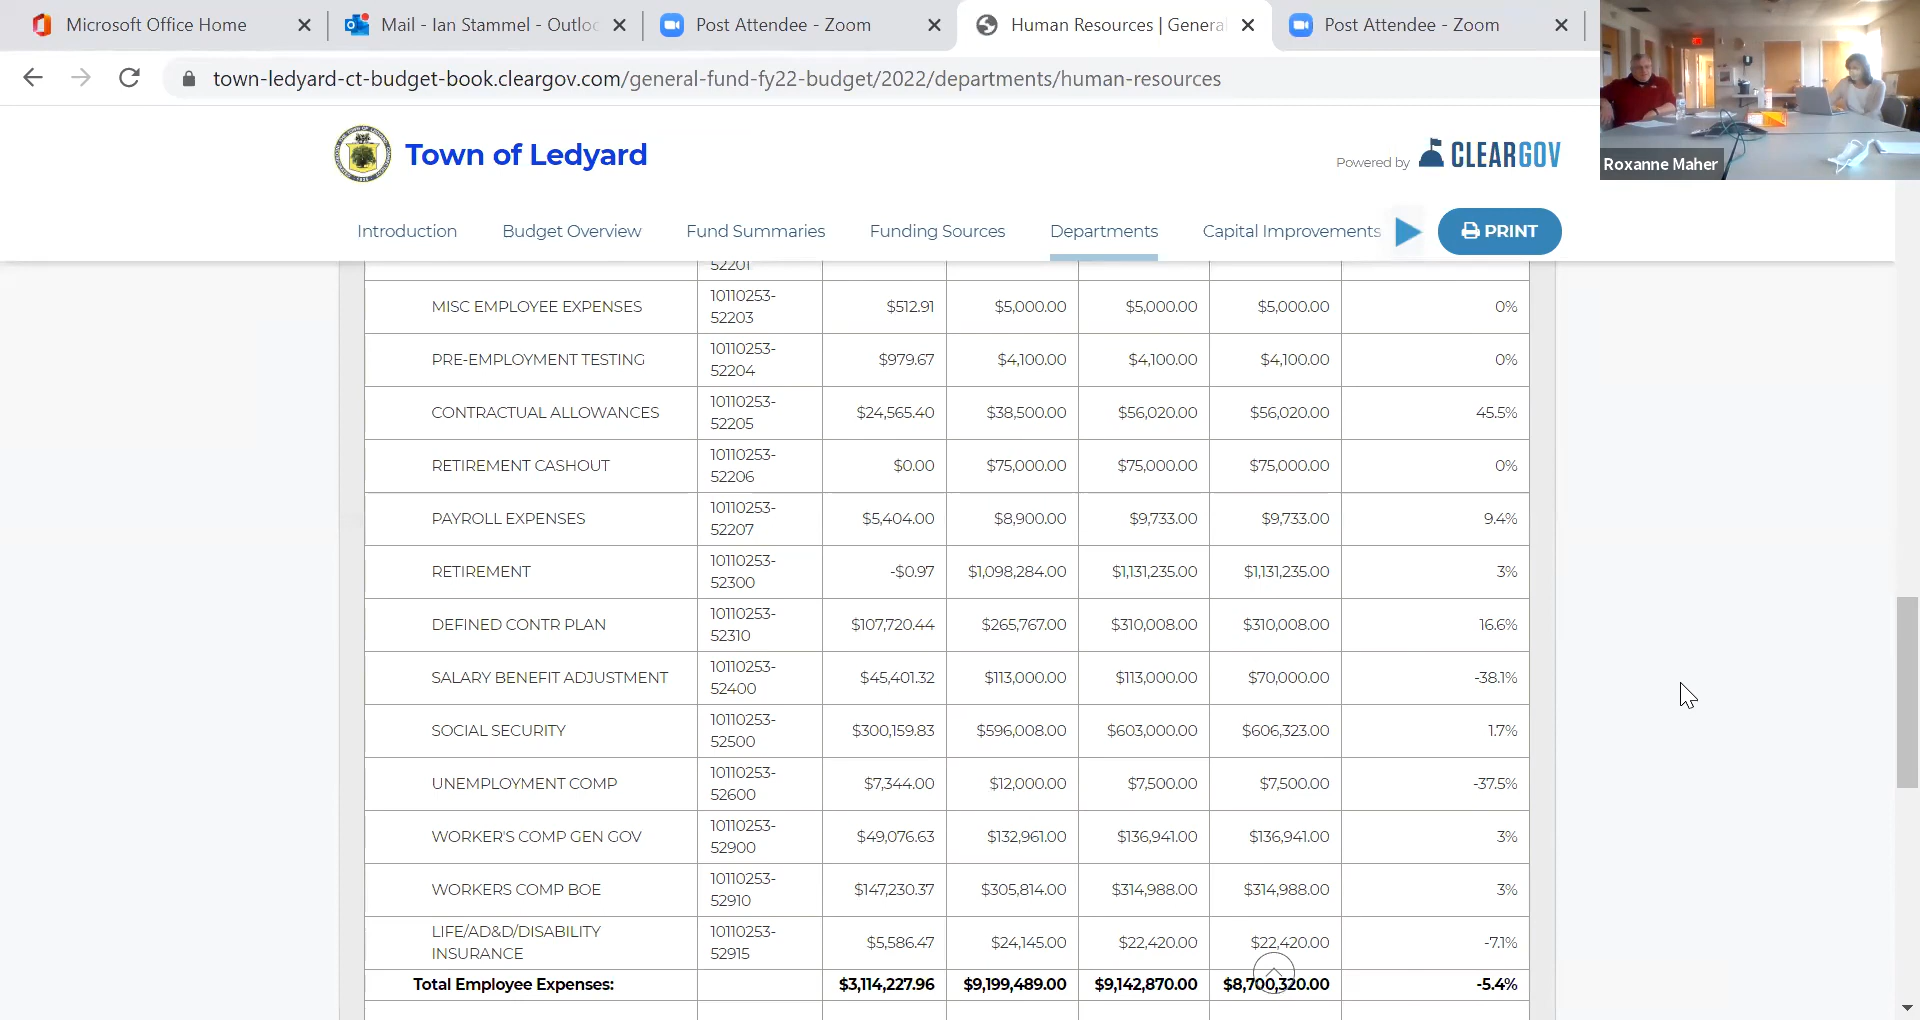 Microsoft Office Home
Mail - Ian Stammel - Outloo
Post Attendee - Zoom
Human Resources | General
Post Attendee - Zoom
town-ledyard-ct-budget-book.cleargov.com/general-fund-fy22-budget/2022/departments/human-resources
Roxanne Maher
Town of Ledyard
Powered by CLEARGOV
Introduction Budget Overview Fund Summaries Funding Sources Departments Capital Improvements PRINT
52201
MISC EMPLOYEE EXPENSES 10110253-52203 $512.91 $5,000.00 $5,000.00 $5,000.00 0%
PRE-EMPLOYMENT TESTING 10110253-52204 $979.67 $4,100.00 $4,100.00 $4,100.00 0%
CONTRACTUAL ALLOWANCES 10110253-52205 $24,565.40 $38,500.00 $56,020.00 $56,020.00 45.5%
RETIREMENT CASHOUT 10110253-52206 $0.00 $75,000.00 $75,000.00 $75,000.00 0%
PAYROLL EXPENSES 10110253-52207 $5,404.00 $8,900.00 $9,733.00 $9,733.00 9.4%
RETIREMENT 10110253-52300 -$0.97 $1,098,284.00 $1,131,235.00 $1,131,235.00 3%
DEFINED CONTR PLAN 10110253-52310 $107,720.44 $265,767.00 $310,008.00 $310,008.00 16.6%
SALARY BENEFIT ADJUSTMENT 10110253-52400 $45,401.32 $113,000.00 $113,000.00 $70,000.00 -38.1%
SOCIAL SECURITY 10110253-52500 $300,159.83 $596,008.00 $603,000.00 $606,323.00 1.7%
UNEMPLOYMENT COMP 10110253-52600 $7,344.00 $12,000.00 $7,500.00 $7,500.00 -37.5%
WORKER'S COMP GEN GOV 10110253-52900 $49,076.63 $132,961.00 $136,941.00 $136,941.00 3%
WORKERS COMP BOE 10110253-52910 $147,230.37 $305,814.00 $314,988.00 $314,988.00 3%
LIFE/AD&D/DISABILITY INSURANCE 10110253-52915 $5,586.47 $24,145.00 $22,420.00 $22,420.00 -7.1%
Total Employee Expenses: $3,114,227.96 $9,199,489.00 $9,142,870.00 $8,700,320.00 -5.4%